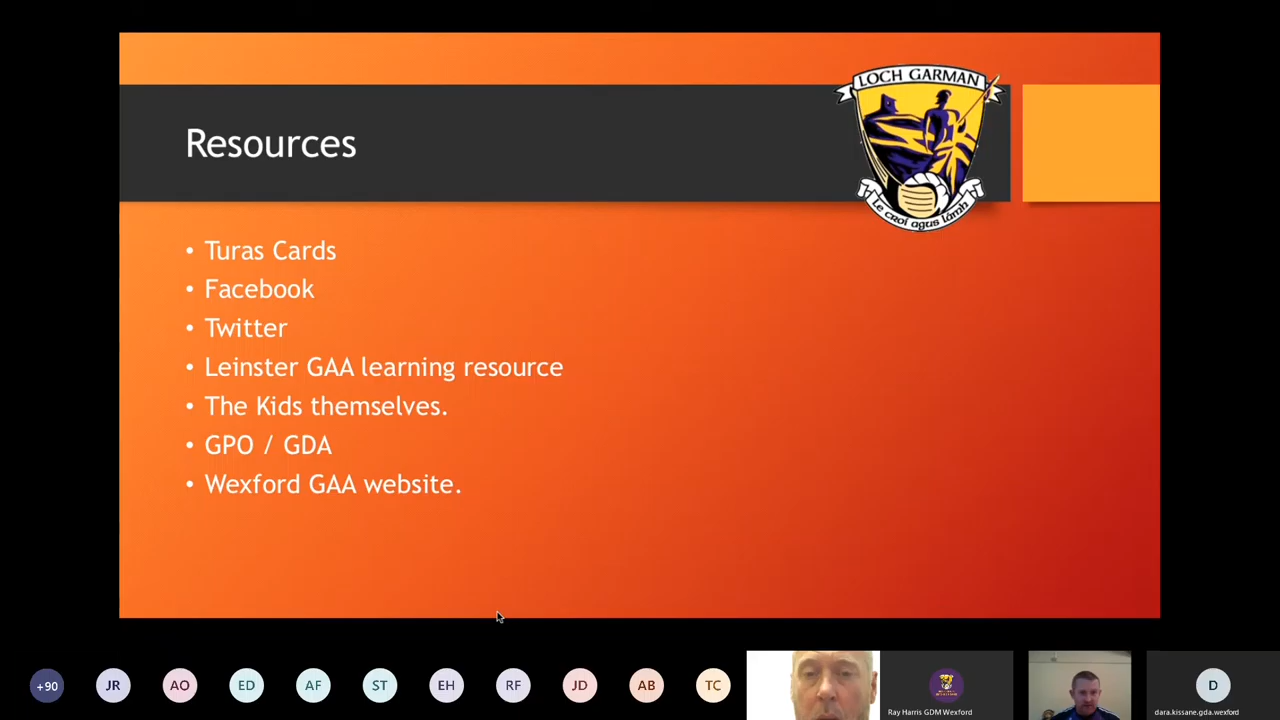 LOCH GARMAN
Resources
Le croí agus lámh
• Turas Cards
• Facebook
• Twitter
• Leinster GAA learning resource
• The Kids themselves.
• GPO / GDA
• Wexford GAA website.
+90
JR
AO
ED
AF
ST
EH
RF
JD
AB
TC
D
Ray Harris GDM Wexford
dara.kissane.gda.wexford